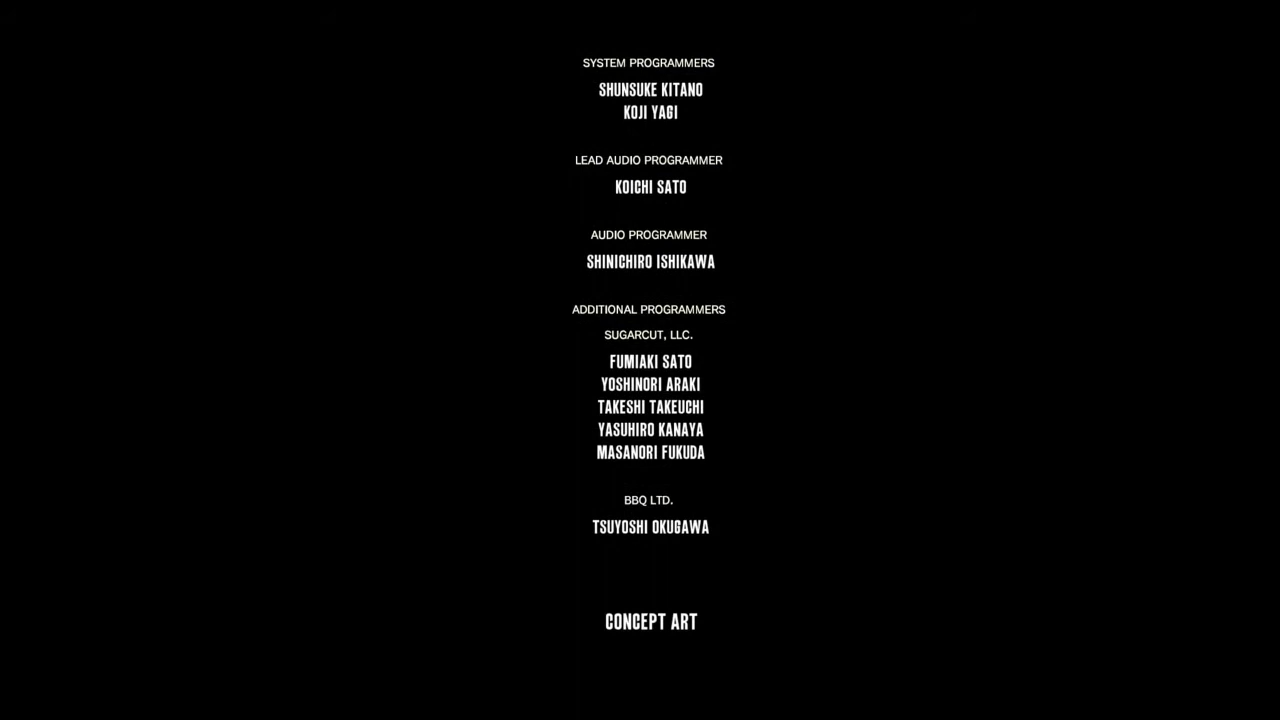 SYSTEM PROGRAMMERS
SHUNSUKE KITANO
KOJI YAGI
LEAD AUDIO PROGRAMMER
KOICHI SATO
AUDIO PROGRAMMER
SHINICHIRO ISHIKAWA
ADDITIONAL PROGRAMMERS
SUGARCUT, LLC.
FUMIAKI SATO
YOSHINORI ARAKI
TAKESHI TAKEUCHI
YASUHIRO KANAYA
MASANORI FUKUDA
BBQ LTD.
TSUYOSHI OKUGAWA
CONCEPT ART